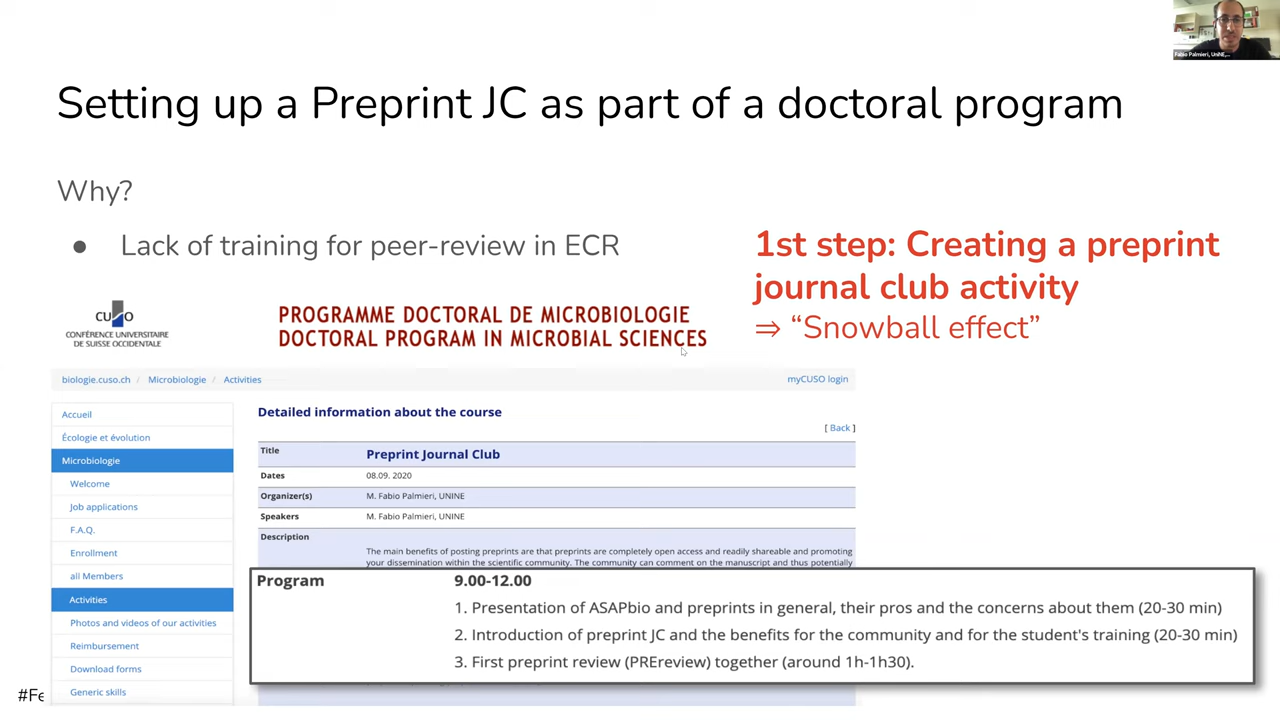 Fabio Palmieri, UniNE,...
Setting up a Preprint JC as part of a doctoral program
Why?
● Lack of training for peer-review in ECR
1st step: Creating a preprint
journal club activity
⇒ “Snowball effect”
CUSO
CONFÉRENCE UNIVERSITAIRE
DE SUISSE OCCIDENTALE
PROGRAMME DOCTORAL DE MICROBIOLOGIE
DOCTORAL PROGRAM IN MICROBIAL SCIENCES
biologie.cuso.ch / Microbiologie / Activities
myCUSO login
Accueil
Écologie et évolution
Microbiologie
Welcome
Job applications
F.A.Q.
Enrollment
all Members
Activities
Photos and videos of our activities
Reimbursement
Download forms
Generic skills
Detailed information about the course
[ Back ]
Title Preprint Journal Club
Dates 08.09. 2020
Organizer(s) M. Fabio Palmieri, UNINE
Speakers M. Fabio Palmieri, UNINE
Description
The main benefits of posting preprints are that preprints are completely open access and readily shareable and promoting
your dissemination within the scientific community. The community can comment on the manuscript and thus potentially
Program 9.00-12.00
1. Presentation of ASAPbio and preprints in general, their pros and the concerns about them (20-30 min)
2. Introduction of preprint JC and the benefits for the community and for the student's training (20-30 min)
3. First preprint review (PREreview) together (around 1h-1h30).
#Fe